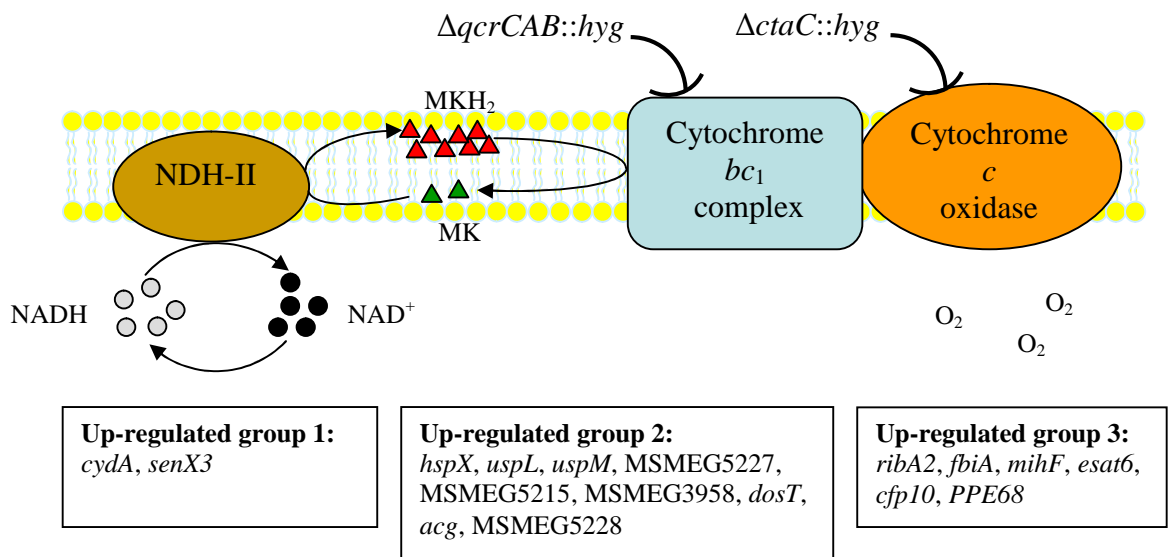 ΔqcrCAB::hyg
ΔctaC::hyg
MKH₂
NDH-II
Cytochrome
bc₁
complex
Cytochrome
c
oxidase
MK
NADH
NAD⁺
O₂
O₂
O₂
Up-regulated group 1:
cydA, senX3
Up-regulated group 2:
hspX, uspL, uspM, MSMEG5227,
MSMEG5215, MSMEG3958, dosT,
acg, MSMEG5228
Up-regulated group 3:
ribA2, fbiA, mihF, esat6,
cfp10, PPE68